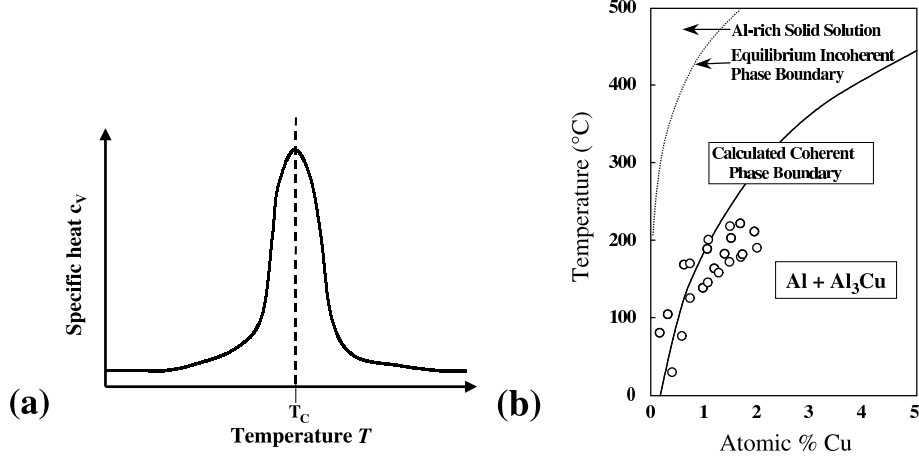 (a)
Specific heat c_V
T_C
Temperature T
(b)
Temperature (°C)
500
400
300
200
100
0
Al-rich Solid Solution
Equilibrium Incoherent
Phase Boundary
Calculated Coherent
Phase Boundary
Al + Al₃Cu
0 1 2 3 4 5
Atomic % Cu